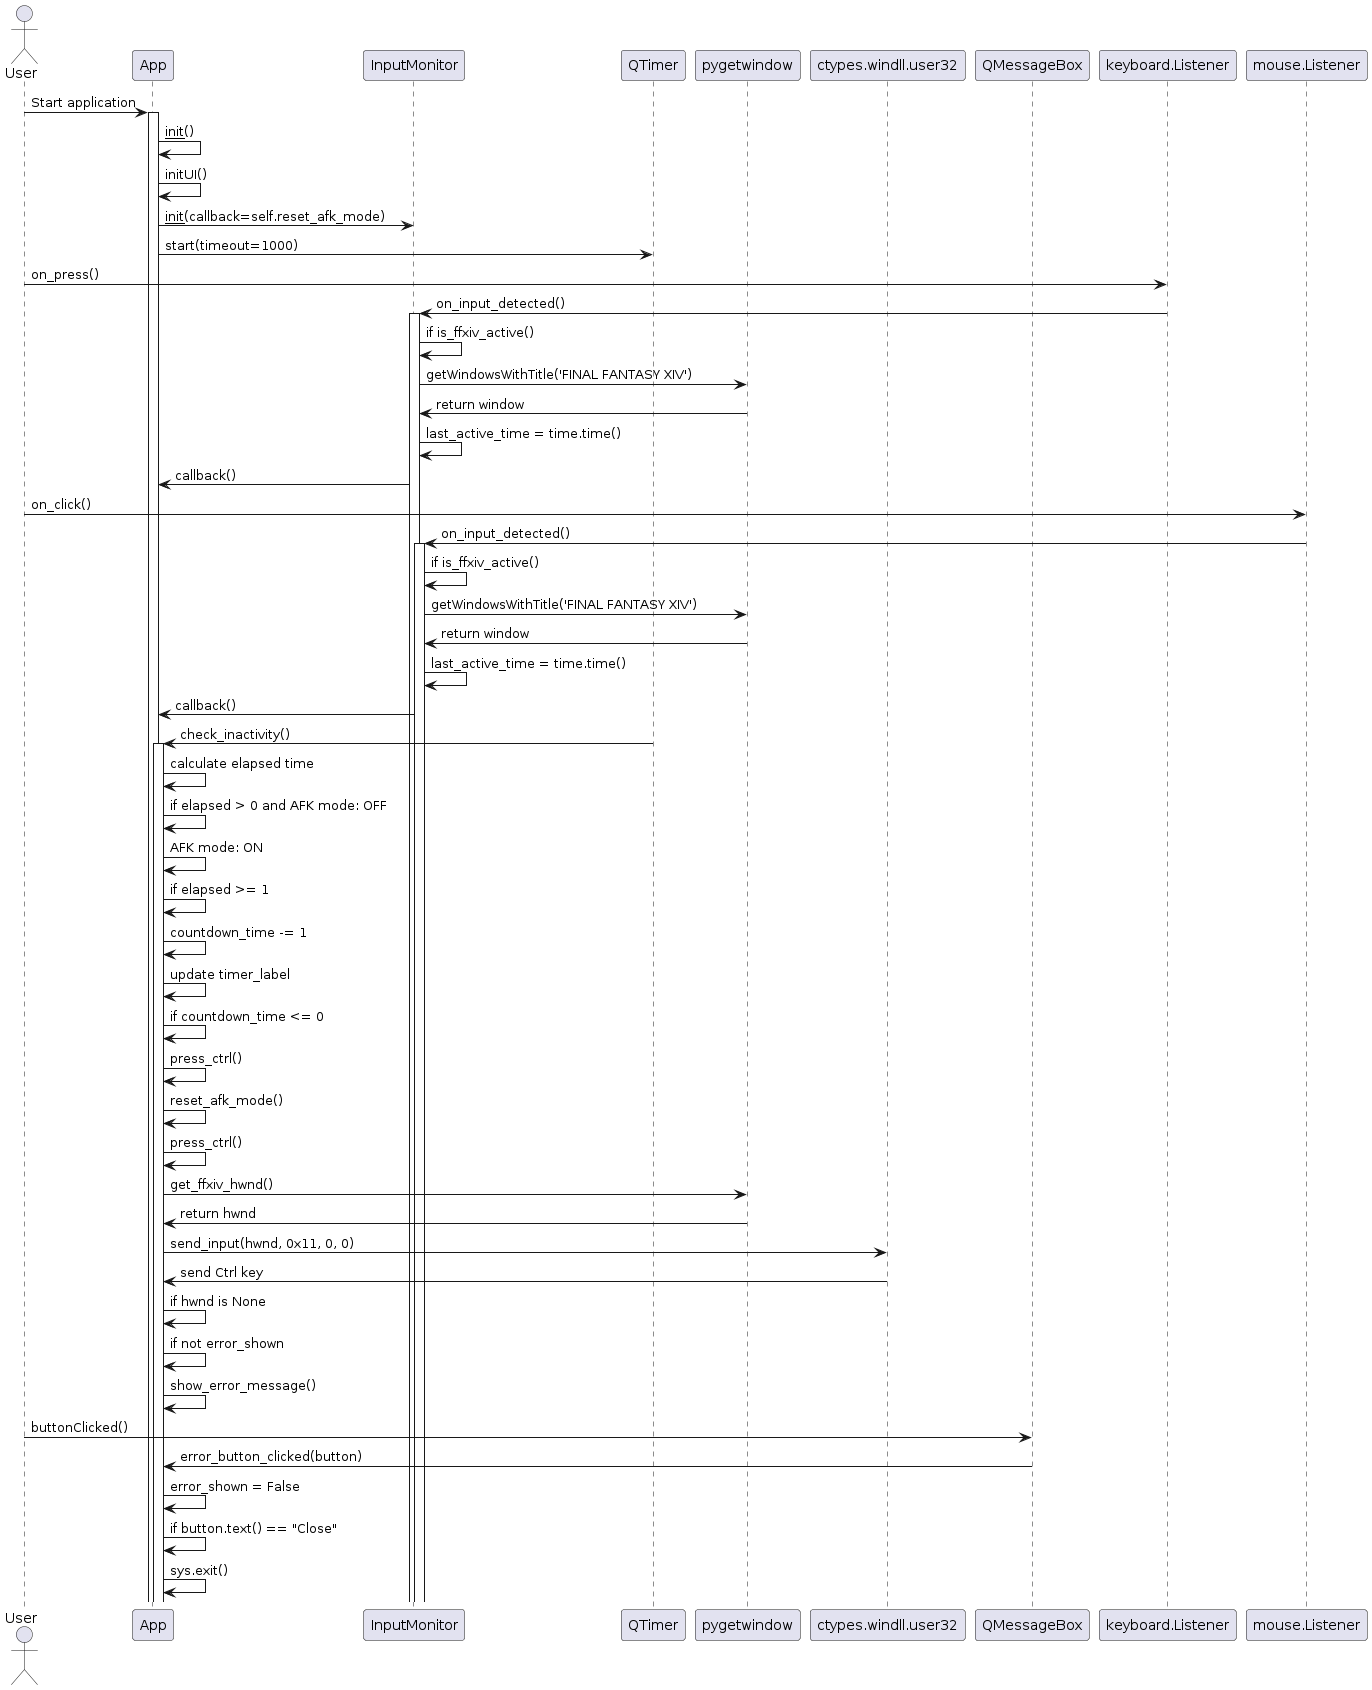 User
App
InputMonitor
QTimer
pygetwindow
ctypes.windll.user32
QMessageBox
keyboard.Listener
mouse.Listener
Start application
init()
initUI()
init(callback=self.reset_afk_mode)
start(timeout=1000)
on_press()
on_input_detected()
if is_ffxiv_active()
getWindowsWithTitle('FINAL FANTASY XIV')
return window
last_active_time = time.time()
callback()
on_click()
on_input_detected()
if is_ffxiv_active()
getWindowsWithTitle('FINAL FANTASY XIV')
return window
last_active_time = time.time()
callback()
check_inactivity()
calculate elapsed time
if elapsed > 0 and AFK mode: OFF
AFK mode: ON
if elapsed >= 1
countdown_time -= 1
update timer_label
if countdown_time <= 0
press_ctrl()
reset_afk_mode()
press_ctrl()
get_ffxiv_hwnd()
return hwnd
send_input(hwnd, 0x11, 0, 0)
send Ctrl key
if hwnd is None
if not error_shown
show_error_message()
buttonClicked()
error_button_clicked(button)
error_shown = False
if button.text() == "Close"
sys.exit()
User
App
InputMonitor
QTimer
pygetwindow
ctypes.windll.user32
QMessageBox
keyboard.Listener
mouse.Listener